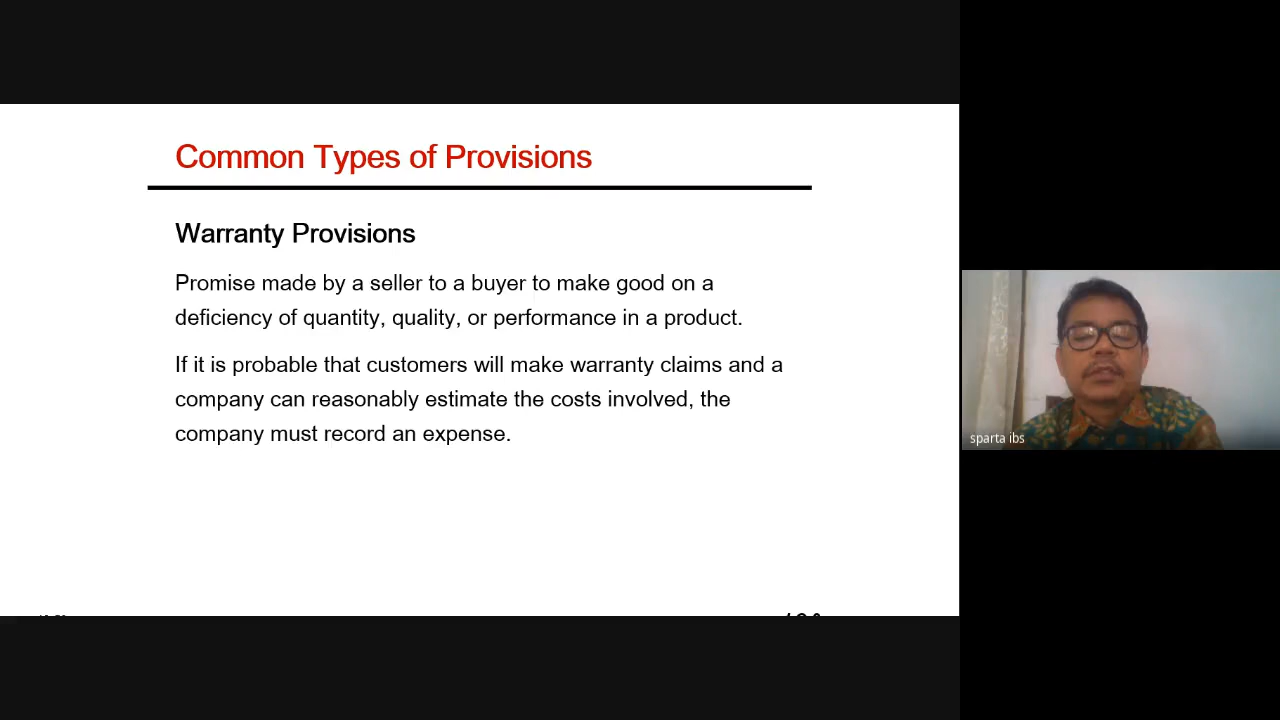 Common Types of Provisions
Warranty Provisions
Promise made by a seller to a buyer to make good on a
deficiency of quantity, quality, or performance in a product.
If it is probable that customers will make warranty claims and a
company can reasonably estimate the costs involved, the
company must record an expense.
sparta ibs